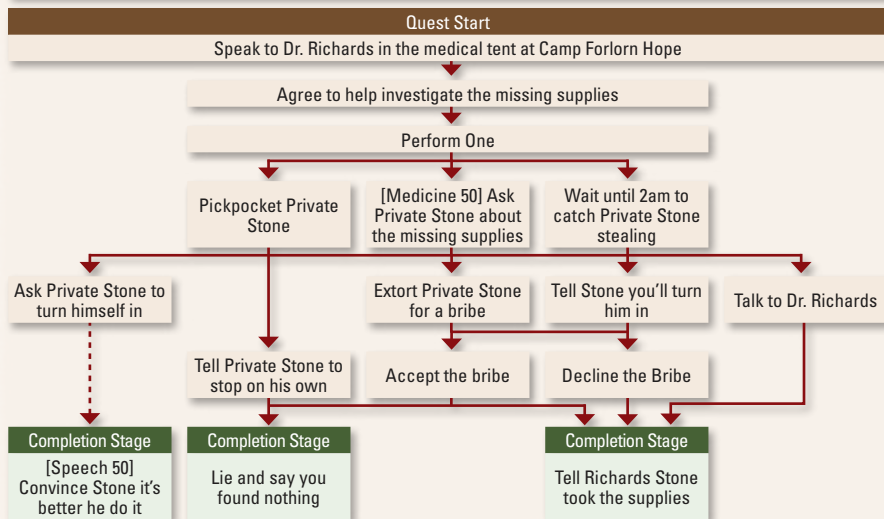 Quest Start
Speak to Dr. Richards in the medical tent at Camp Forlorn Hope
Agree to help investigate the missing supplies
Perform One
Pickpocket Private
Stone
[Medicine 50] Ask
Private Stone about
the missing supplies
Wait until 2am to
catch Private Stone
stealing
Ask Private Stone to
turn himself in
Extort Private Stone
for a bribe
Tell Stone you'll turn
him in
Talk to Dr. Richards
Tell Private Stone to
stop on his own
Accept the bribe
Decline the Bribe
Completion Stage
[Speech 50]
Convince Stone it's
better he do it
Completion Stage
Lie and say you
found nothing
Completion Stage
Tell Richards Stone
took the supplies